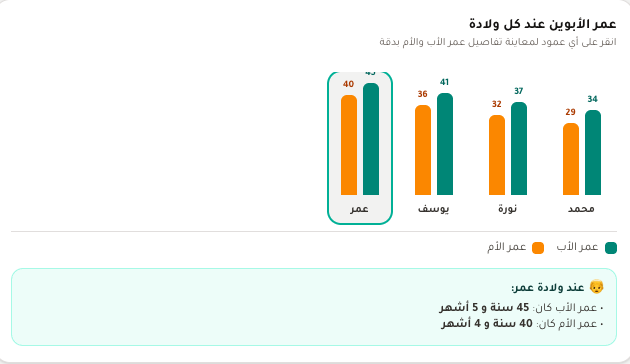 عمر الأبوين عند كل ولادة
انقر على أي عمود لمعاينة تفاصيل عمر الأب والأم بدقة
34 29
37 32
41 36
45 40
محمد نورة يوسف عمر
عمر الأب عمر الأم
👴 عند ولادة عمر:
• عمر الأب كان: 45 سنة و 5 أشهر
• عمر الأم كان: 40 سنة و 4 أشهر